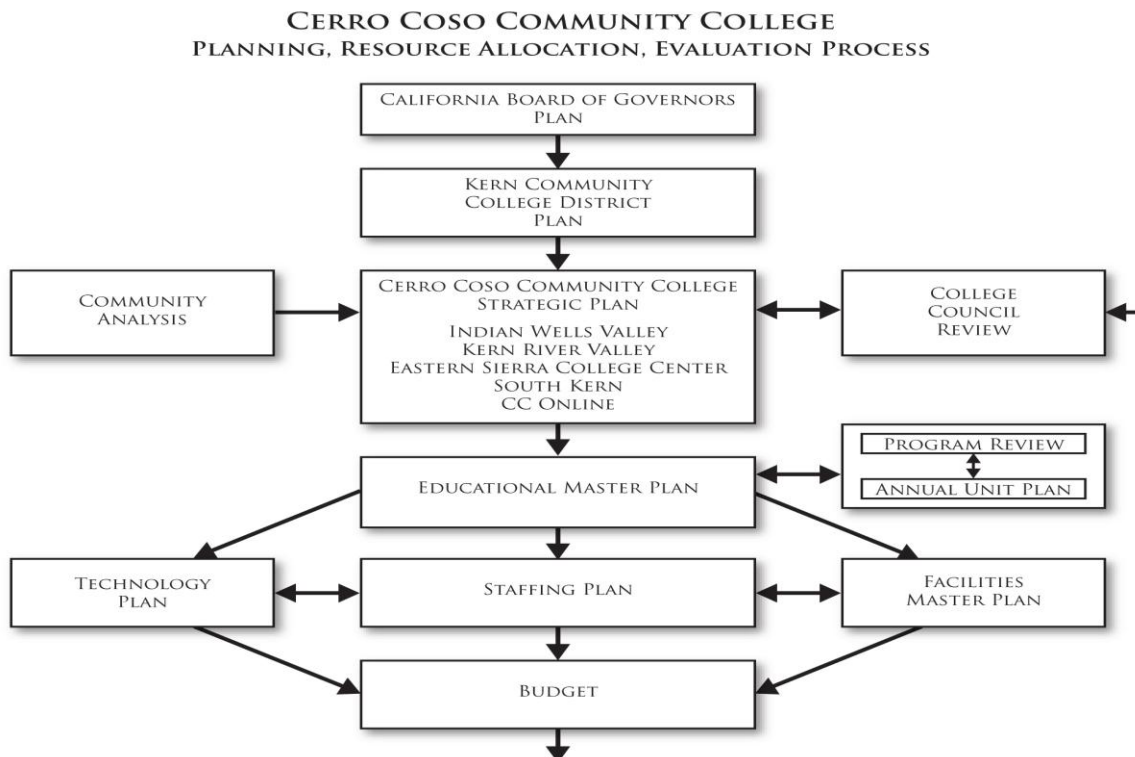 CERRO COSO COMMUNITY COLLEGE
PLANNING, RESOURCE ALLOCATION, EVALUATION PROCESS
CALIFORNIA BOARD OF GOVERNORS
PLAN
KERN COMMUNITY
COLLEGE DISTRICT
PLAN
COMMUNITY
ANALYSIS
CERRO COSO COMMUNITY COLLEGE
STRATEGIC PLAN
INDIAN WELLS VALLEY
KERN RIVER VALLEY
EASTERN SIERRA COLLEGE CENTER
SOUTH KERN
CC ONLINE
COLLEGE
COUNCIL
REVIEW
EDUCATIONAL MASTER PLAN
PROGRAM REVIEW
ANNUAL UNIT PLAN
TECHNOLOGY
PLAN
STAFFING PLAN
FACILITIES
MASTER PLAN
BUDGET